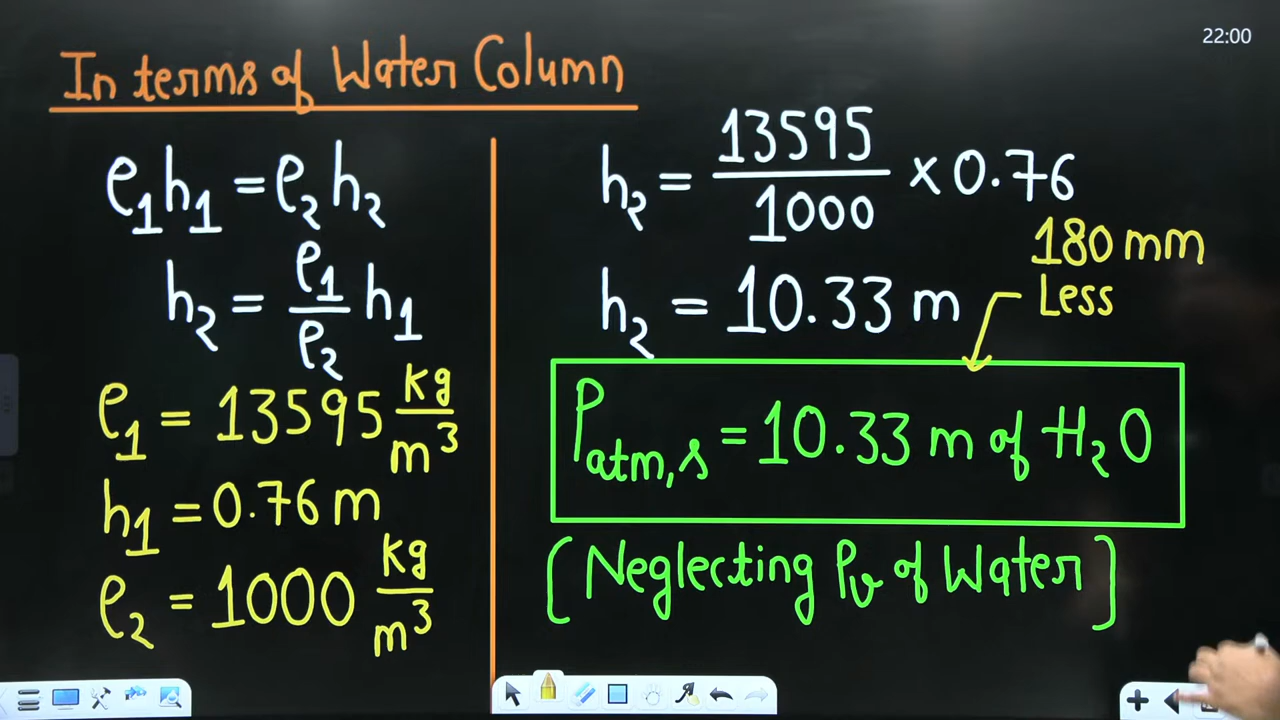 22:00
In terms of Water Column
ρ₁h₁ = ρ₂h₂
h₂ = ρ₁/ρ₂ h₁
ρ₁ = 13595 kg/m³
h₁ = 0.76 m
ρ₂ = 1000 kg/m³
h₂ = 13595/1000 × 0.76
h₂ = 10.33 m
180 mm
Less
P_atm,s = 10.33 m of H₂O
[Neglecting Pv of Water]